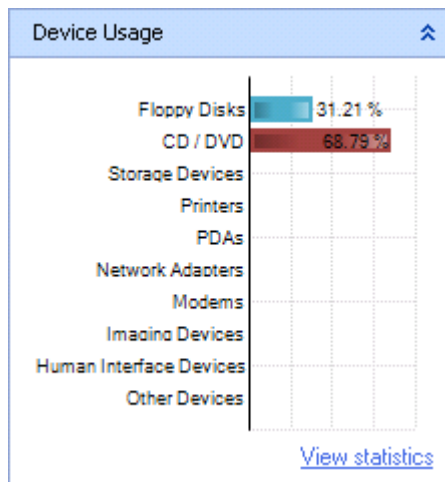 Device Usage
Floppy Disks 31.21 %
CD / DVD 68.79 %
Storage Devices
Printers
PDAs
Network Adapters
Modems
Imaging Devices
Human Interface Devices
Other Devices
View statistics